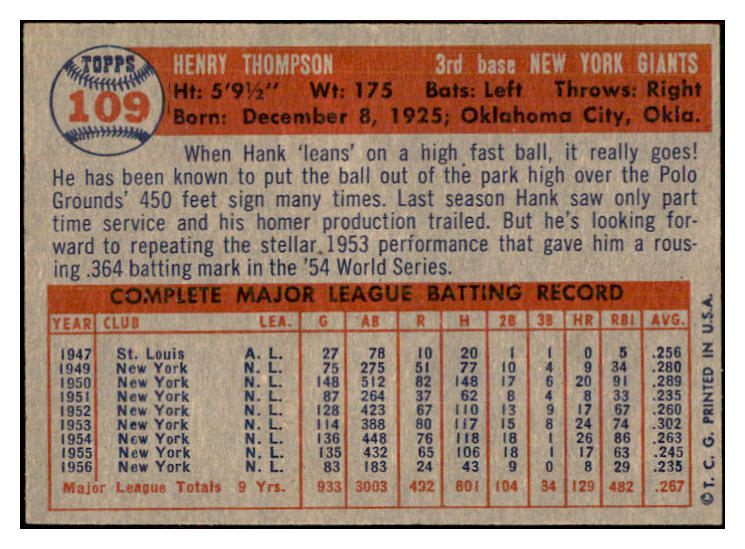 TOPPS
109
HENRY THOMPSON 3rd base NEW YORK GIANTS
Ht: 5'9½" Wt: 175 Bats: Left Throws: Right
Born: December 8, 1925; Oklahoma City, Okla.
When Hank 'leans' on a high fast ball, it really goes!
He has been known to put the ball out of the park high over the Polo
Grounds' 450 feet sign many times. Last season Hank saw only part
time service and his homer production trailed. But he's looking for-
ward to repeating the stellar 1953 performance that gave him a rous-
ing .364 batting mark in the '54 World Series.
COMPLETE MAJOR LEAGUE BATTING RECORD
YEAR CLUB LEA. G AB R H 2B 3B HR RBI AVG.
1947 St. Louis A. L. 27 78 10 20 1 1 0 5 .256
1949 New York N. L. 75 275 51 77 10 4 9 34 .280
1950 New York N. L. 148 512 82 148 17 6 20 91 .289
1951 New York N. L. 87 264 37 62 8 4 8 33 .235
1952 New York N. L. 128 423 67 110 13 9 17 67 .260
1953 New York N. L. 114 388 80 117 15 8 24 74 .302
1954 New York N. L. 136 448 76 118 18 1 26 86 .263
1955 New York N. L. 135 432 65 106 18 1 17 63 .245
1956 New York N. L. 83 183 24 43 9 0 8 29 .235
Major League Totals 9 Yrs. 933 3003 492 801 104 34 129 482 .267
© T. C. G. PRINTED IN U.S.A.